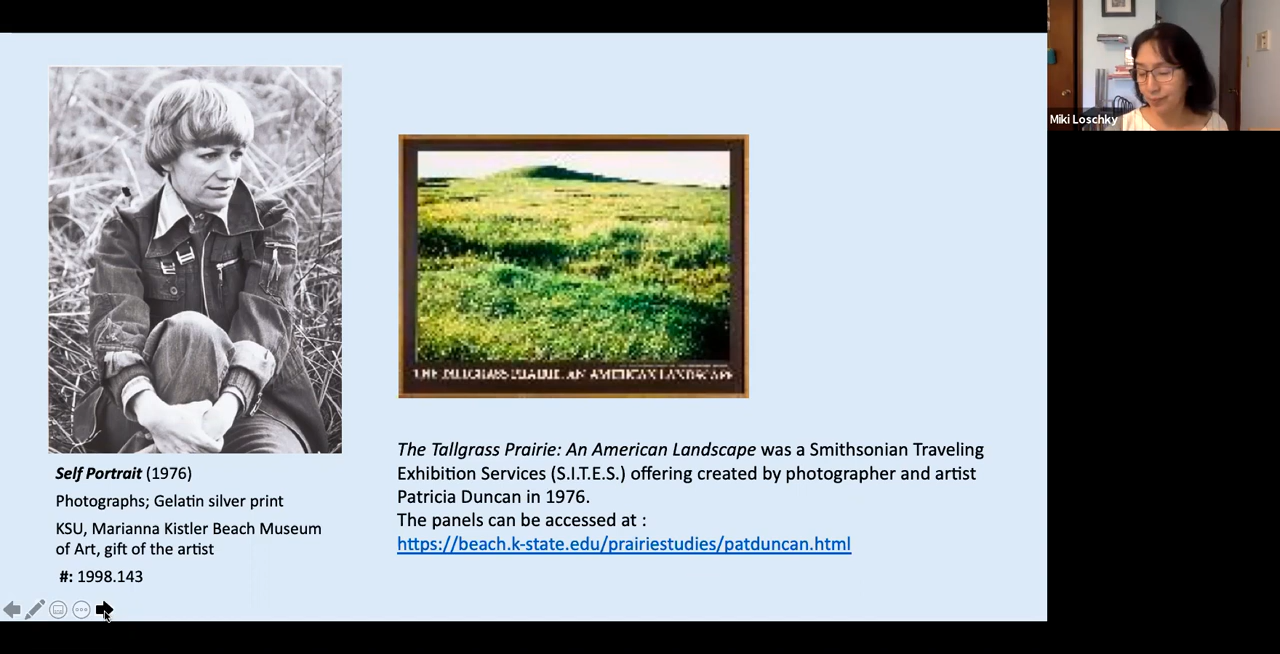 Miki Loschky
THE TALLGRASS PRAIRIE: AN AMERICAN LANDSCAPE
Self Portrait (1976)
Photographs; Gelatin silver print
KSU, Marianna Kistler Beach Museum
of Art, gift of the artist
#: 1998.143
The Tallgrass Prairie: An American Landscape was a Smithsonian Traveling
Exhibition Services (S.I.T.E.S.) offering created by photographer and artist
Patricia Duncan in 1976.
The panels can be accessed at :
https://beach.k-state.edu/prairiestudies/patduncan.html